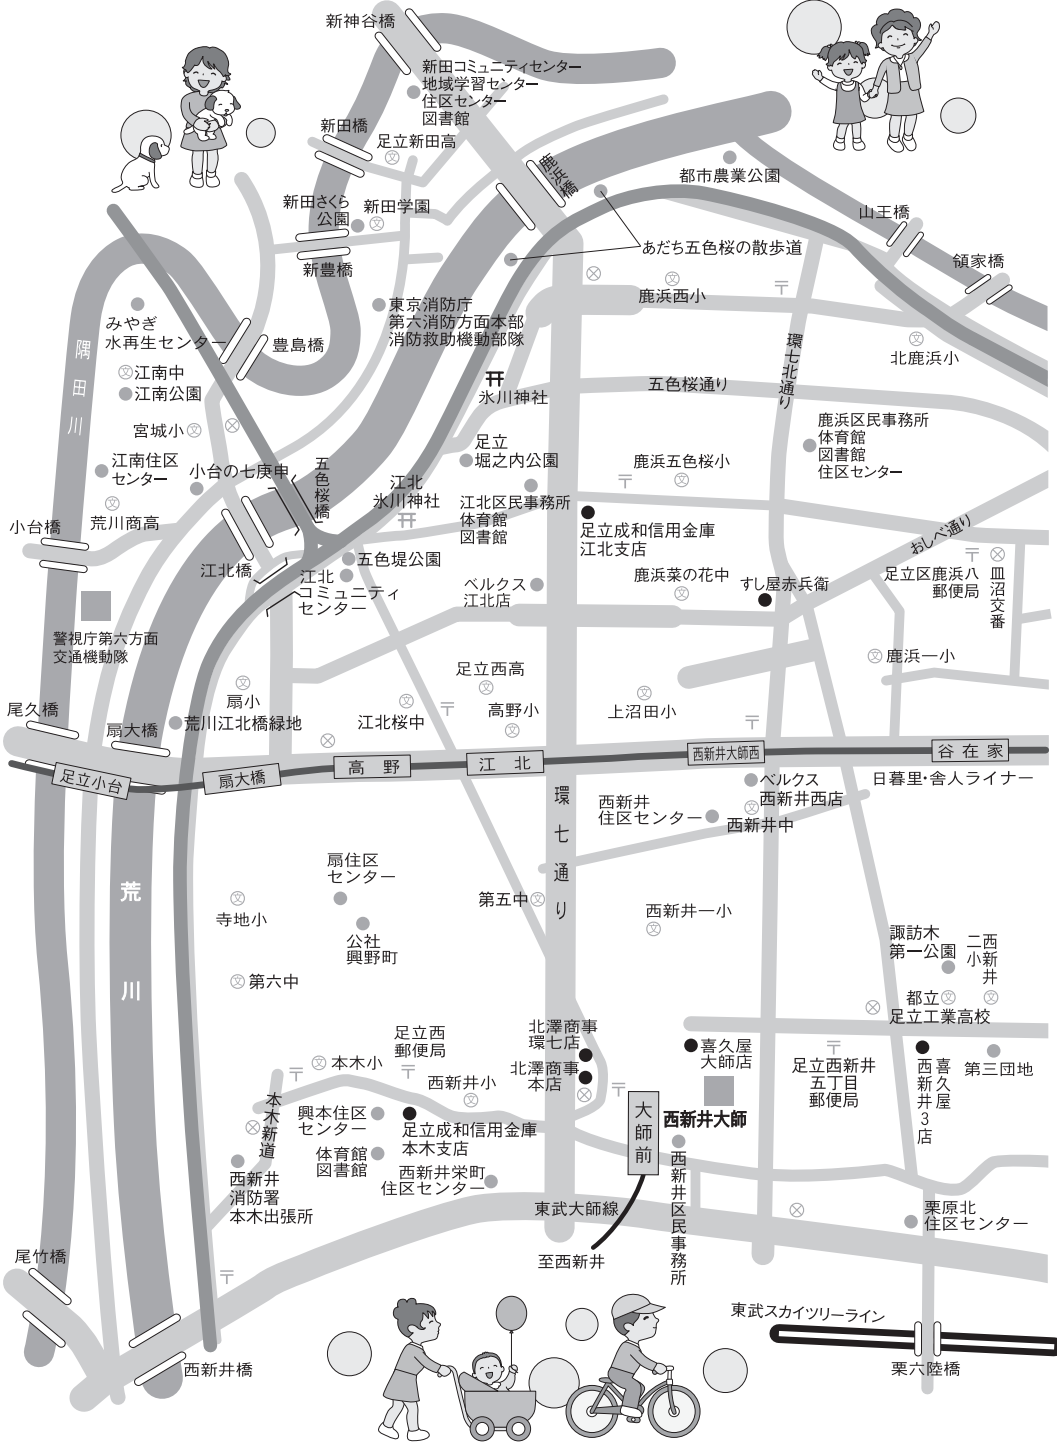 新神谷橋
新田コミュニティセンター
地域学習センター
住区センター
図書館
新田橋
足立新田高
文
鹿浜橋
都市農業公園
新田さくら
公園
新田学園
文
新豊橋
あだち五色桜の散歩道
山王橋
領家橋
文
鹿浜西小
〒
東京消防庁
第六消防方面本部
消防救助機動部隊
みやぎ
水再生センター
豊島橋
隅田川
環七北通り
文
北鹿浜小
文江南中
江南公園
氷川神社
五色桜通り
宮城小文
鹿浜区民事務所
体育館
図書館
住区センター
足立
堀之内公園
江南住区
センター
小台の七庚申
五色桜橋
江北
氷川神社
鹿浜五色桜小
文
〒
文
荒川商高
江北区民事務所
体育館
図書館
足立成和信用金庫
江北支店
小台橋
おしべ通り
江北橋
五色堤公園
江北
コミュニティ
センター
ベルクス
江北店
鹿浜菜の花中
文
すし屋赤兵衛
〒
足立区鹿浜八
郵便局
皿沼交番
警視庁第六方面
交通機動隊
文鹿浜一小
足立西高
文
文
扇小
文
江北桜中
〒
高野小
文
文
上沼田小
〒
尾久橋
扇大橋
荒川江北橋緑地
足立小台
扇大橋
高野
江北
西新井大師西
谷在家
日暮里・舎人ライナー
環七通り
ベルクス
西新井西店
西新井
住区センター
文
西新井中
扇住区
センター
荒川
文
寺地小
第五中文
西新井一小
文
公社
興野町
文第六中
諏訪木
第一公園
西新井
二小
文
都立文
足立工業高校
北澤商事
環七店
北澤商事
本店
足立西
郵便局
〒
喜久屋
大師店
〒
足立西新井
五丁目
郵便局
喜久屋
西新井3店
第三団地
文本木小
〒
西新井小
文
〒
西新井大師
大師前
本木新道
興本住区
センター
足立成和信用金庫
本木支店
体育館
図書館
西新井
消防署
本木出張所
西新井栄町
住区センター
西新井区民事務所
東武大師線
至西新井
栗原北
住区センター
尾竹橋
〒
西新井橋
東武スカイツリーライン
栗六陸橋